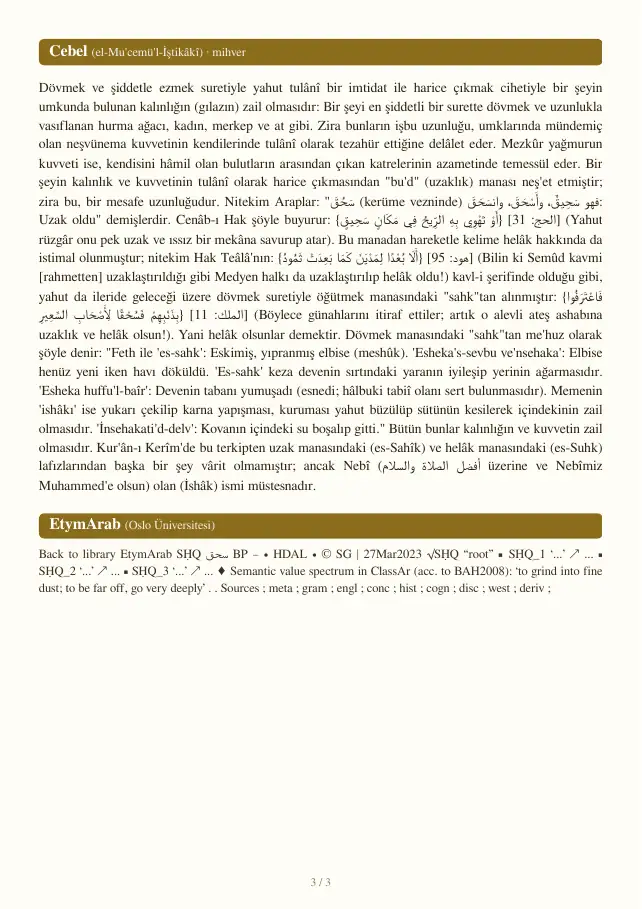 Cebel (el-Mu'cemü'l-İştikâkî) · mihver
Dövmek ve şiddetle ezmek suretiyle yahut tulânî bir imtidat ile harice çıkmak cihetiyle bir şeyin
umkunda bulunan kalınlığın (gılazın) zail olmasıdır: Bir şeyi en şiddetli bir surette dövmek ve uzunlukla
vasıflanan hurma ağacı, kadın, merkep ve at gibi. Zira bunların işbu uzunluğu, umklarında mündemiç
olan neşvünema kuvvetinin kendilerinde tulânî olarak tezahür ettiğine delâlet eder. Mezkûr yağmurun
kuvveti ise, kendisini hâmil olan bulutların arasından çıkan katrelerinin azametinde temessül eder. Bir
şeyin kalınlık ve kuvvetinin tulânî olarak harice çıkmasından "bu'd" (uzaklık) manası neş'et etmiştir;
zira bu, bir mesafe uzunluğudur. Nitekim Araplar: "سَحُقَ (kerüme vezninde) فهو سَحِيقٌ، وأَسْحَقَ، وانسَحَقَ:
Uzak oldu" demişlerdir. Cenâb-ı Hak şöyle buyurur: {أَوْ تَهْوِي بِهِ الرِّيحُ فِي مَكَانٍ سَحِيقٍ} [الحج: 31] (Yahut
rüzgâr onu pek uzak ve ıssız bir mekâna savurup atar). Bu manadan hareketle kelime helâk hakkında da
istimal olunmuştur; nitekim Hak Teâlâ'nın: {أَلَا بُعْدًا لِمَدْيَنَ كَمَا بَعِدَتْ ثَمُودُ} [هود: 95] (Bilin ki Semûd kavmi
[rahmetten] uzaklaştırıldığı gibi Medyen halkı da uzaklaştırılıp helâk oldu!) kavl-i şerifinde olduğu gibi,
yahut da ileride geleceği üzere dövmek suretiyle öğütmek manasındaki "sahk"tan alınmıştır: {فَاعْتَرَفُوا
بِذَنْبِهِمْ فَسُحْقًا لِأَصْحَابِ السَّعِيرِ} [الملك: 11] (Böylece günahlarını itiraf ettiler; artık o alevli ateş ashabına
uzaklık ve helâk olsun!). Yani helâk olsunlar demektir. Dövmek manasındaki "sahk"tan me'huz olarak
şöyle denir: "Feth ile 'es-sahk': Eskimiş, yıpranmış elbise (meshûk). 'Esheka's-sevbu ve'nsehaka': Elbise
henüz yeni iken havı döküldü. 'Es-sahk' keza devenin sırtındaki yaranın iyileşip yerinin ağarmasıdır.
'Esheka huffu'l-baîr': Devenin tabanı yumuşadı (esnedi; hâlbuki tabiî olanı sert bulunmasıdır). Memenin
'ishâkı' ise yukarı çekilip karna yapışması, kuruması yahut büzülüp sütünün kesilerek içindekinin zail
olmasıdır. 'İnsehakati'd-delv': Kovanın içindeki su boşalıp gitti." Bütün bunlar kalınlığın ve kuvvetin zail
olmasıdır. Kur'ân-ı Kerîm'de bu terkipten uzak manasındaki (es-Sahîk) ve helâk manasındaki (es-Suhk)
lafızlarından başka bir şey vârit olmamıştır; ancak Nebî (أفضل الصلاة والسلام üzerine ve Nebîmiz
Muhammed'e olsun) olan (İshâk) ismi müstesnadır.
EtymArab (Oslo Üniversitesi)
Back to library EtymArab SḤQ سحق BP – • HDAL • © SG | 27Mar2023 √SḤQ “root” ▪ SḤQ_1 ‘...’ ↗ ... ▪
SḤQ_2 ‘...’ ↗ ... ▪ SḤQ_3 ‘...’ ↗ ... ♦ Semantic value spectrum in ClassAr (acc. to BAH2008): ‘to grind into fine
dust; to be far off, go very deeply’ . . Sources ; meta ; gram ; engl ; conc ; hist ; cogn ; disc ; west ; deriv ;
3 / 3